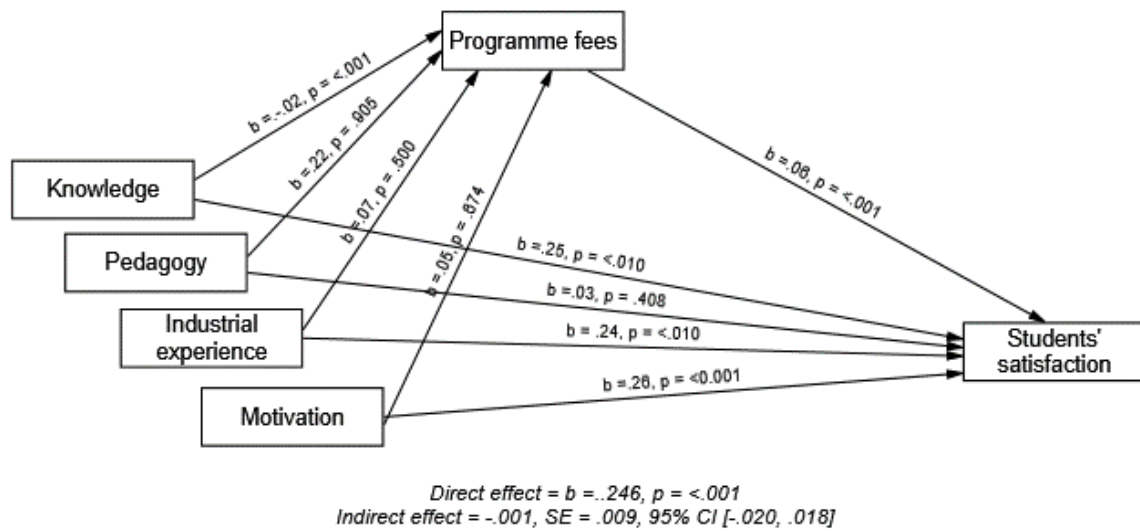 Programme fees
b =.-.02, p = <.001
b =.22, p = .905
b =.07, p = .500
b =.05, p = .674
b =.06, p = <.001
Knowledge
b =.25, p = <.010
Pedagogy
b =.03, p = .408
Industrial
experience
b = .24, p = <.010
Students'
satisfaction
b =.26, p = <0.001
Motivation
Direct effect = b =..246, p = <.001
Indirect effect = -.001, SE = .009, 95% CI [-.020, .018]